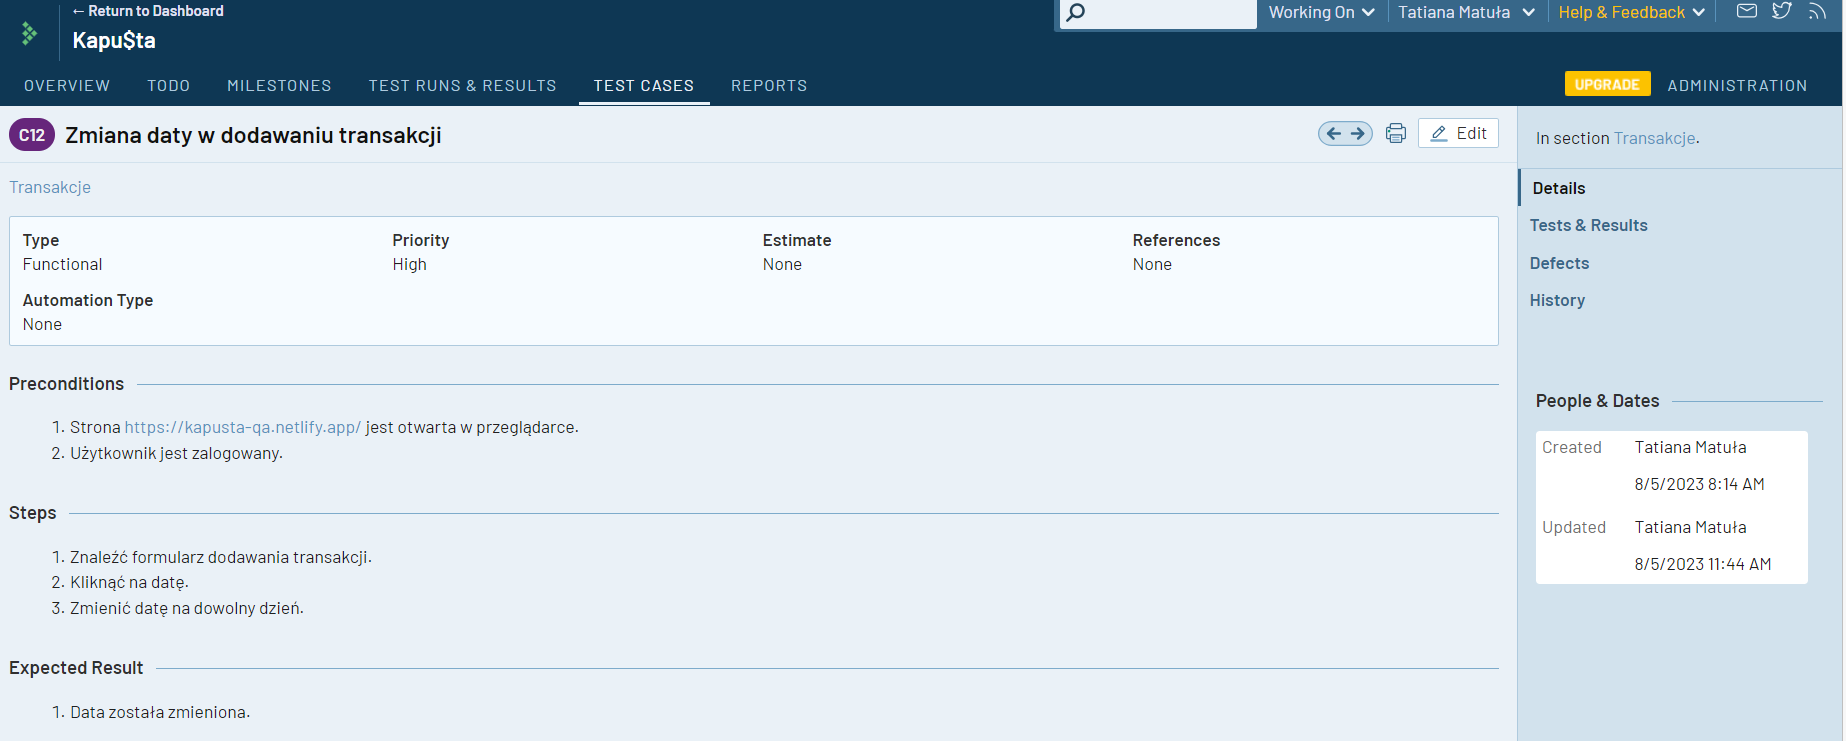 ← Return to Dashboard
Kapu$ta
Working On
Tatiana Matuła
Help & Feedback
OVERVIEW
TODO
MILESTONES
TEST RUNS & RESULTS
TEST CASES
REPORTS
UPGRADE
ADMINISTRATION
C12 Zmiana daty w dodawaniu transakcji
Edit
Transakcje
Type
Priority
Estimate
References
Functional
High
None
None
Automation Type
None
Preconditions
1. Strona https://kapusta-qa.netlify.app/ jest otwarta w przeglądarce.
2. Użytkownik jest zalogowany.
Steps
1. Znaleźć formularz dodawania transakcji.
2. Kliknąć na datę.
3. Zmienić datę na dowolny dzień.
Expected Result
1. Data została zmieniona.
In section Transakcje.
Details
Tests & Results
Defects
History
People & Dates
Created Tatiana Matuła
8/5/2023 8:14 AM
Updated Tatiana Matuła
8/5/2023 11:44 AM